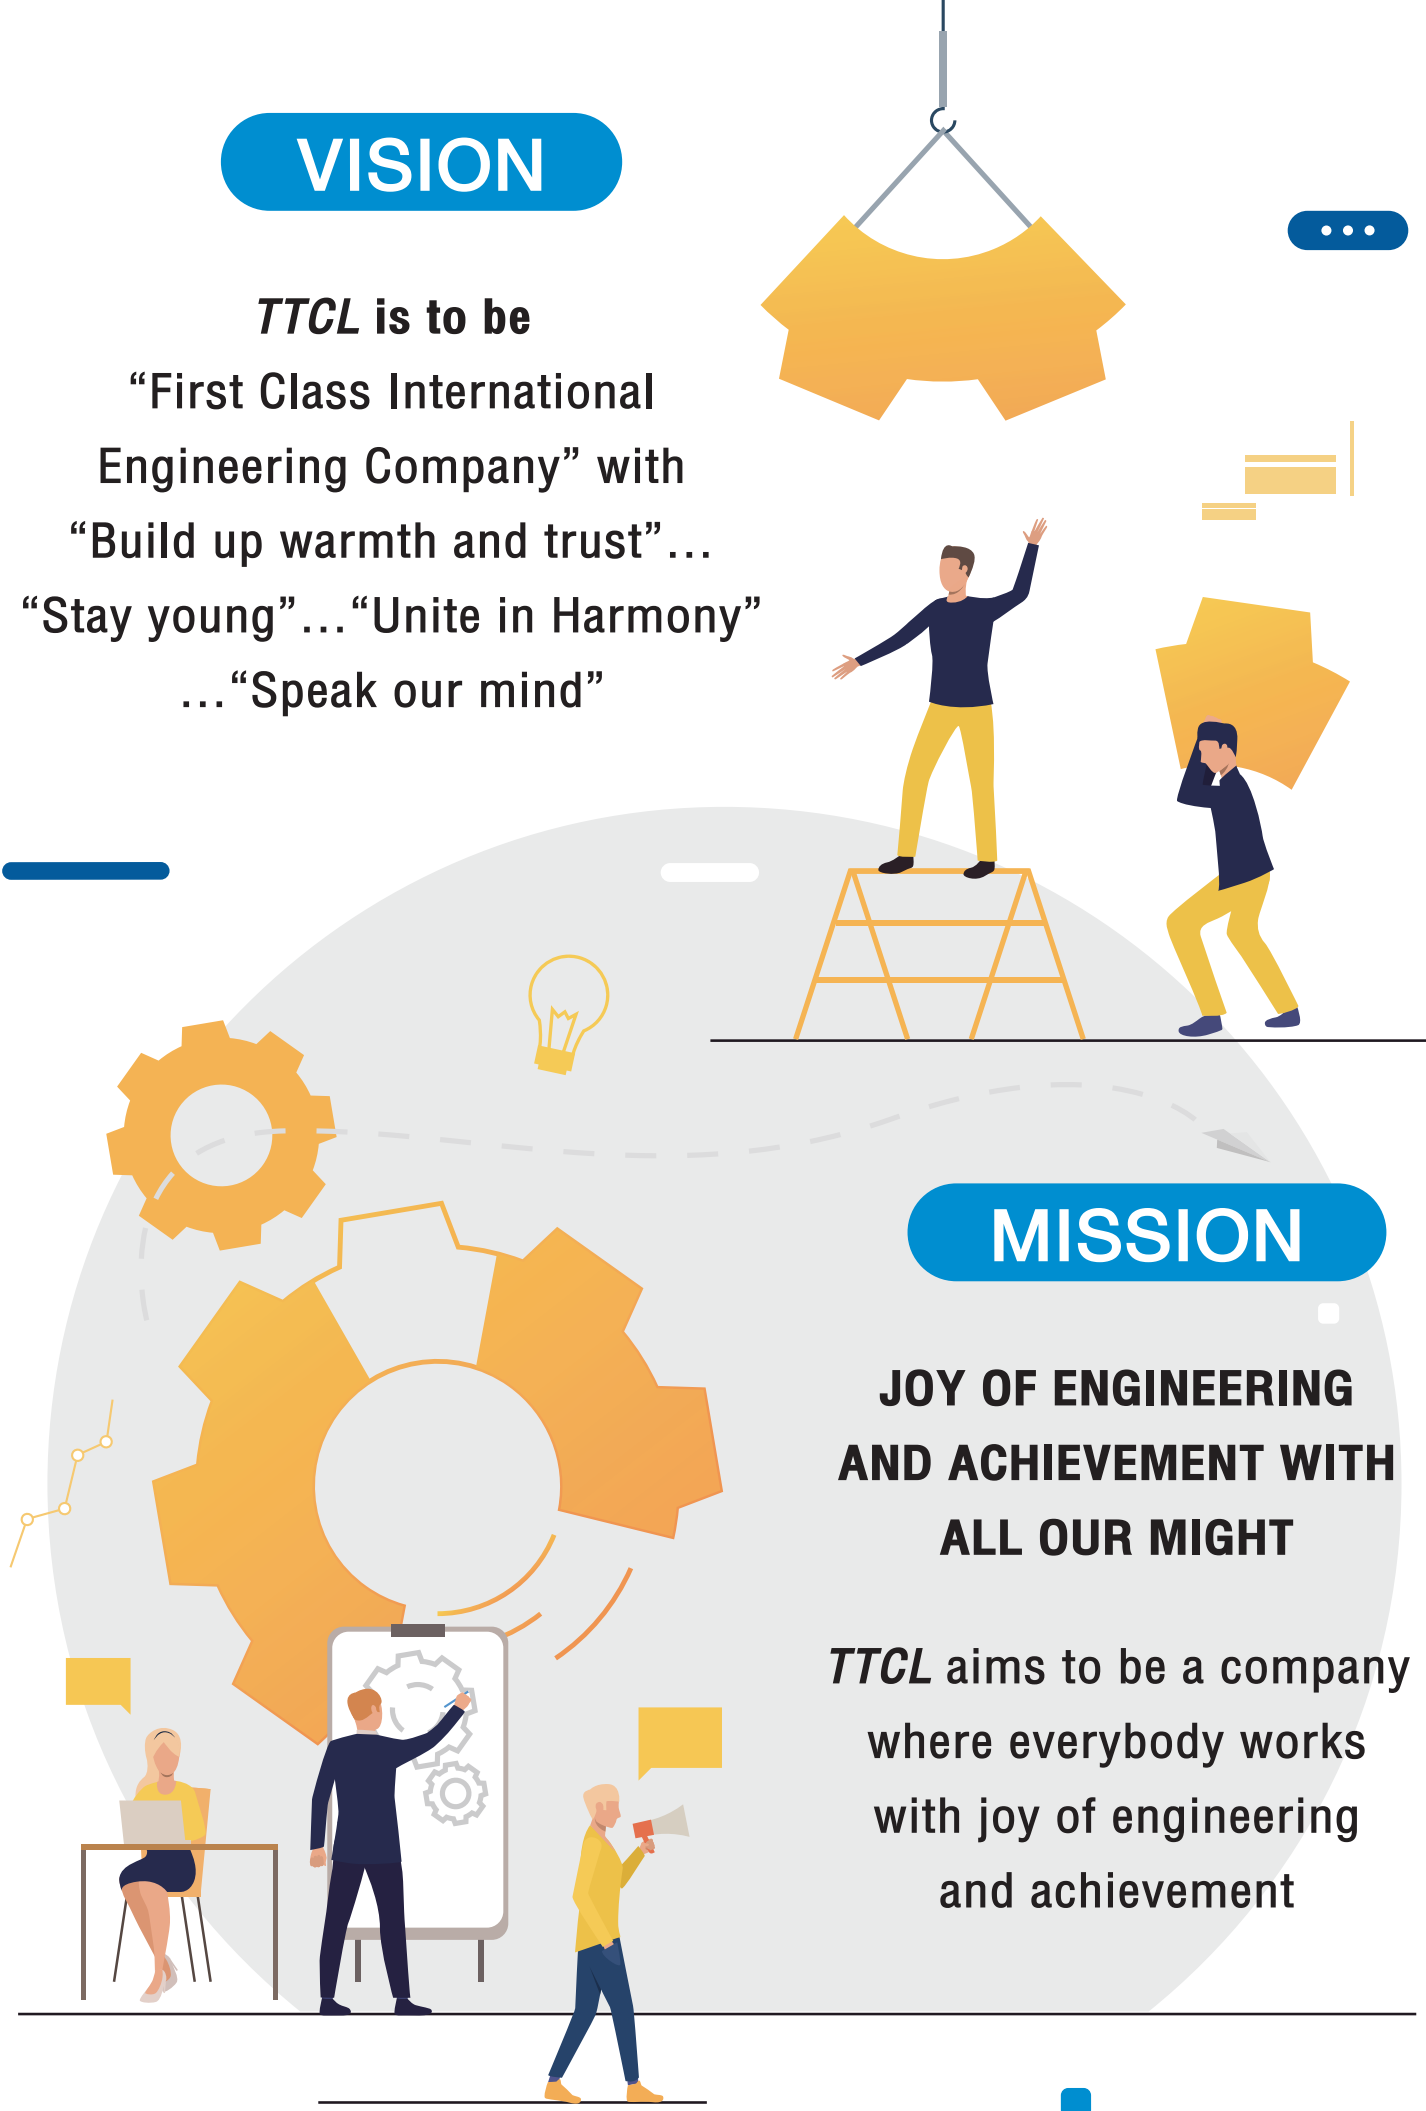 VISION
TTCL is to be
“First Class International
Engineering Company” with
“Build up warmth and trust”...
“Stay young”...“Unite in Harmony”
...“Speak our mind”
MISSION
JOY OF ENGINEERING
AND ACHIEVEMENT WITH
ALL OUR MIGHT
TTCL aims to be a company
where everybody works
with joy of engineering
and achievement